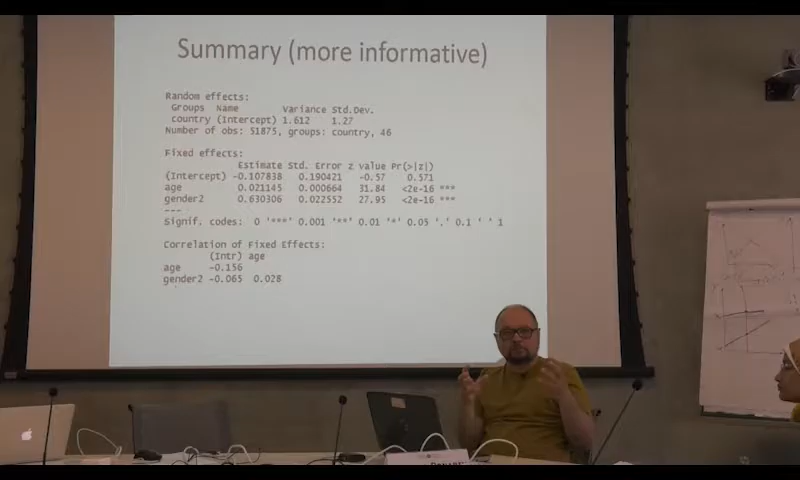 Summary (more informative)
Random effects:
Groups Name Variance Std.Dev.
country (Intercept) 1.612 1.27
Number of obs: 51875, groups: country, 46
Fixed effects:
Estimate Std. Error z value Pr(>|z|)
(Intercept) -0.107838 0.190421 -0.57 0.571
age 0.021145 0.000664 31.84 <2e-16 ***
gender2 0.630306 0.022552 27.95 <2e-16 ***
---
Signif. codes: 0 '***' 0.001 '**' 0.01 '*' 0.05 '.' 0.1 ' ' 1
Correlation of Fixed Effects:
(Intr) age
age -0.156
gender2 -0.065 0.028